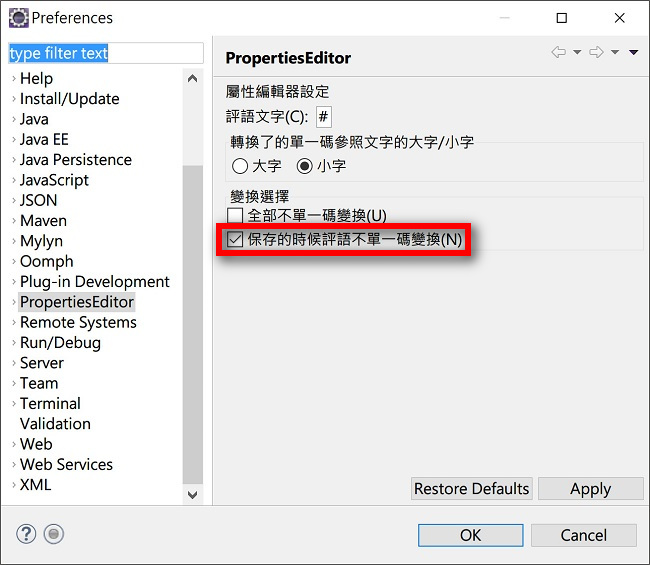 Preferences
type filter text
Help
Install/Update
Java
Java EE
Java Persistence
JavaScript
JSON
Maven
Mylyn
Oomph
Plug-in Development
PropertiesEditor
Remote Systems
Run/Debug
Server
Team
Terminal
Validation
Web
Web Services
XML
PropertiesEditor
屬性編輯器設定
評語文字(C): #
轉換了的單一碼參照文字的大字/小字
大字 小字
變換選擇
全部不單一碼變換(U)
保存的時候評語不單一碼變換(N)
Restore Defaults Apply
? OK Cancel